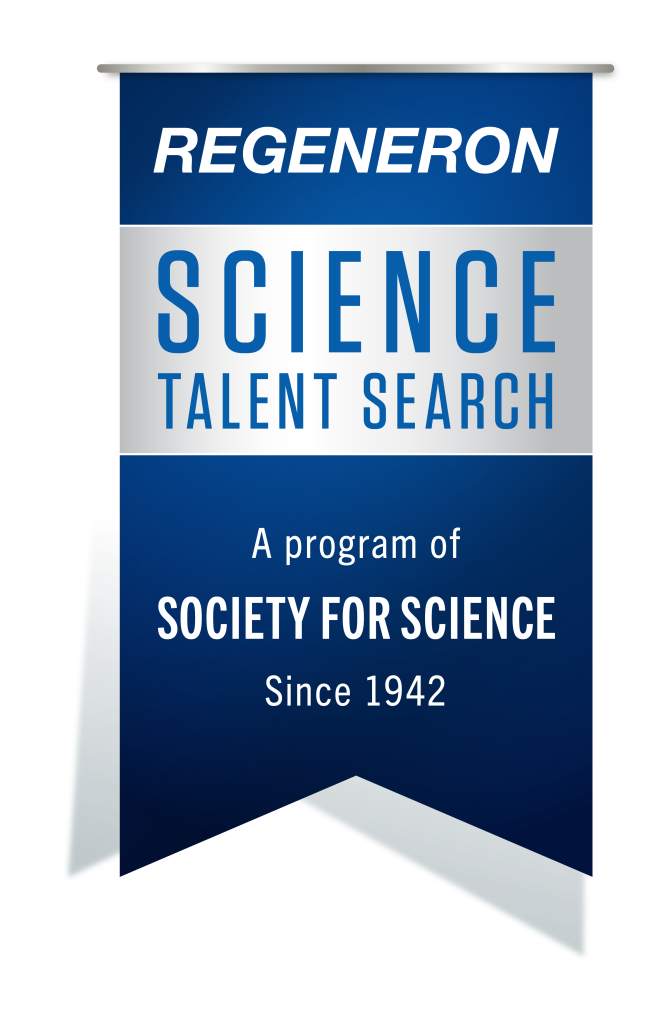 REGENERON
SCIENCE
TALENT SEARCH
A program of
SOCIETY FOR SCIENCE
Since 1942